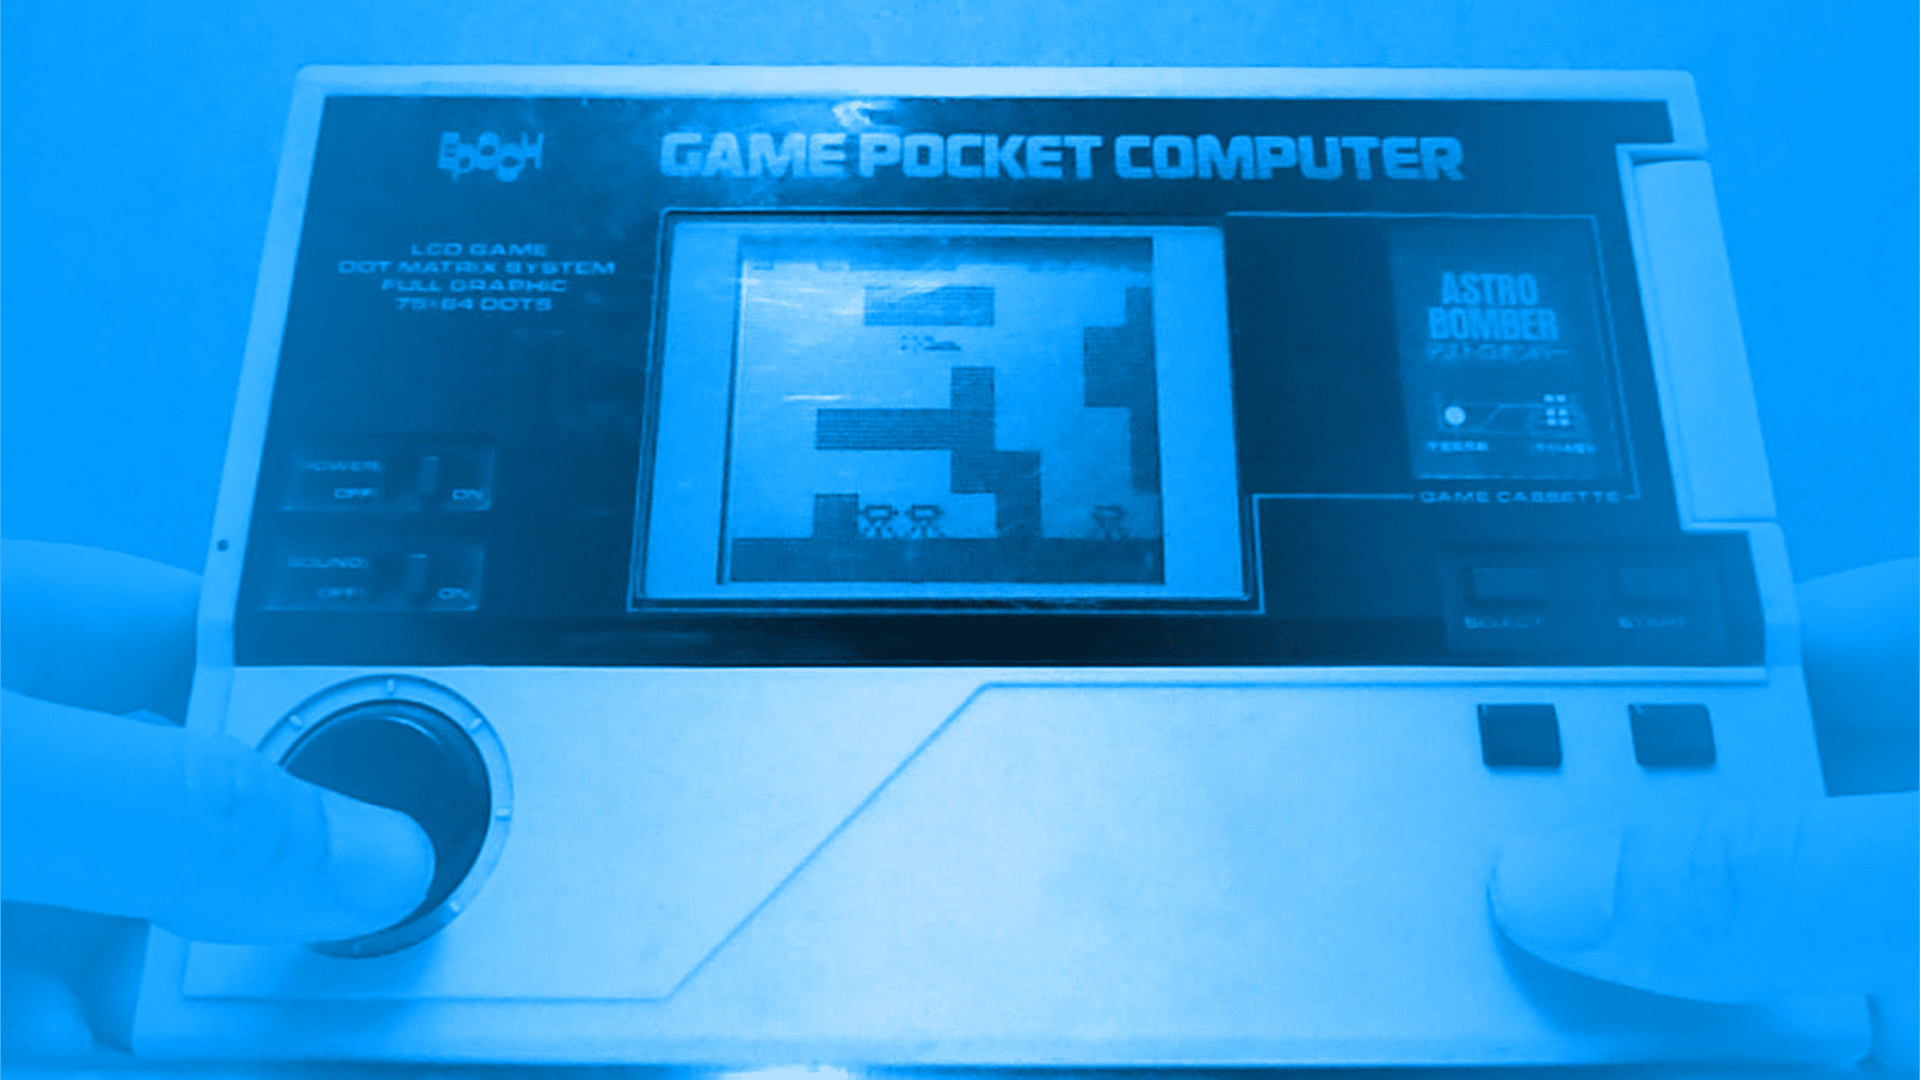 EPOCH
GAME POCKET COMPUTER
LCD GAME
DOT MATRIX SYSTEM
FULL GRAPHIC
75×64 DOTS
ASTRO
BOMBER
POWER
OFF ON
GAME CASSETTE
SOUND
OFF ON
SELECT START